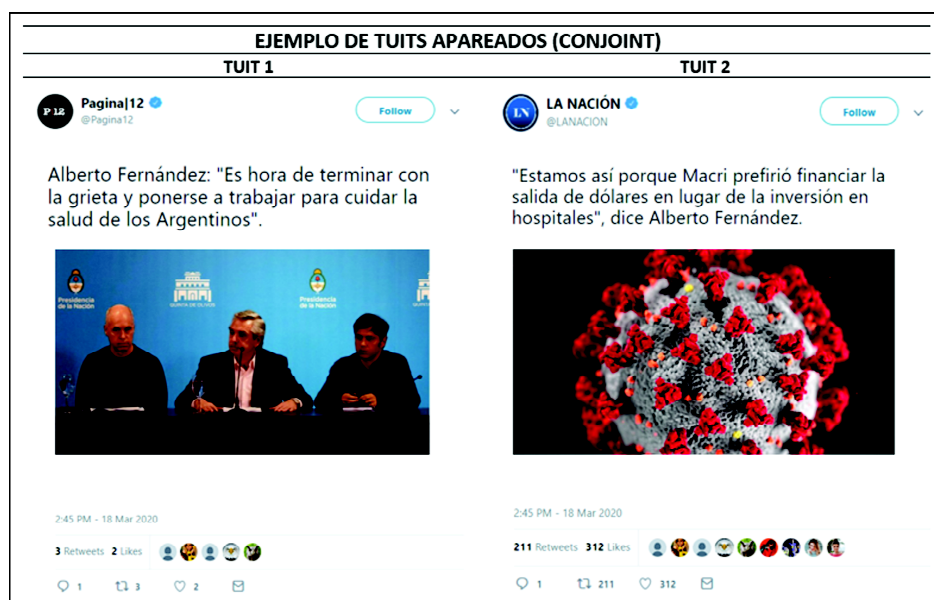 EJEMPLO DE TUITS APAREADOS (CONJOINT)
TUIT 1
TUIT 2
P12
Pagina|12
@Pagina12
Follow
Alberto Fernández: "Es hora de terminar con
la grieta y ponerse a trabajar para cuidar la
salud de los Argentinos".
Presidencia
de la Nación
QUINTA DE OLIVOS
Presidencia
de la Nación
2:45 PM - 18 Mar 2020
3 Retweets 2 Likes
1 3 2
LN
LA NACIÓN
@LANACION
Follow
"Estamos así porque Macri prefirió financiar la
salida de dólares en lugar de la inversión en
hospitales", dice Alberto Fernández.
2:45 PM - 18 Mar 2020
211 Retweets 312 Likes
1 211 312